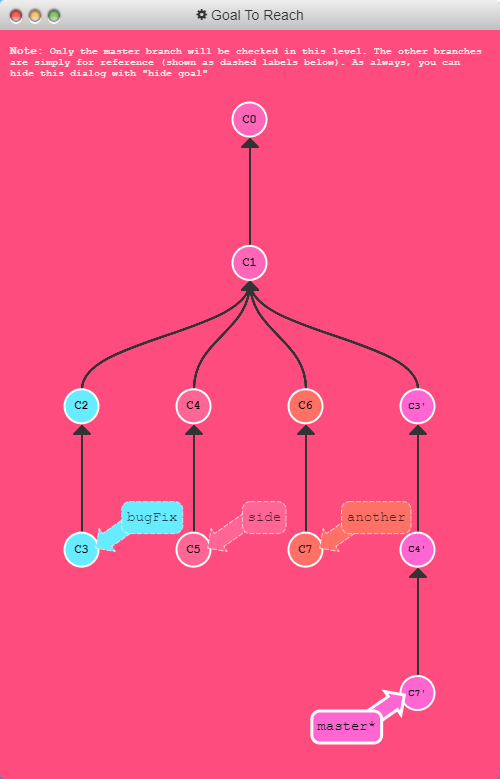 Goal To Reach
Note: Only the master branch will be checked in this level. The other branches
are simply for reference (shown as dashed labels below). As always, you can
hide this dialog with "hide goal"
C0
C1
C2
C4
C6
C3'
bugFix
side
another
C3
C5
C7
C4'
C7'
master*